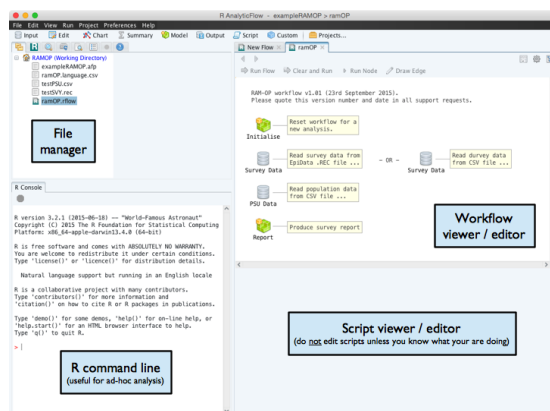 R AnalyticFlow - exampleRAMOP > ramOP
File Edit View Run Project Preferences Help
Input Edit Chart Summary Model Output Script Custom Projects...
RAMOP (Working Directory)
exampleRAMOP.afp
ramOP.language.csv
testPSU.csv
testSVY.rec
ramOP.rflow
File
manager
R Console
R version 3.2.1 (2015-06-18) -- "World-Famous Astronaut"
Copyright (C) 2015 The R Foundation for Statistical Computing
Platform: x86_64-apple-darwin13.4.0 (64-bit)
R is free software and comes with ABSOLUTELY NO WARRANTY.
You are welcome to redistribute it under certain conditions.
Type 'license()' or 'licence()' for distribution details.
Natural language support but running in an English locale
R is a collaborative project with many contributors.
Type 'contributors()' for more information and
'citation()' on how to cite R or R packages in publications.
Type 'demo()' for some demos, 'help()' for on-line help, or
'help.start()' for an HTML browser interface to help.
Type 'q()' to quit R.
>
R command line
(useful for ad-hoc analysis)
New Flow ramOP
Run Flow Clear and Run Run Node Draw Edge
RAM-OP workflow v1.01 (23rd September 2015).
Please quote this version number and date in all support requests.
Reset workflow for a
new analysis.
Initialise
Read survey data from
EpiData .REC file ...
Survey Data
- OR -
Read durvey data
from CSV file ...
Survey Data
Read population data
from CSV file ...
PSU Data
Produce survey report
Report
Workflow
viewer / editor
Script viewer / editor
(do not edit scripts unless you know what your are doing)